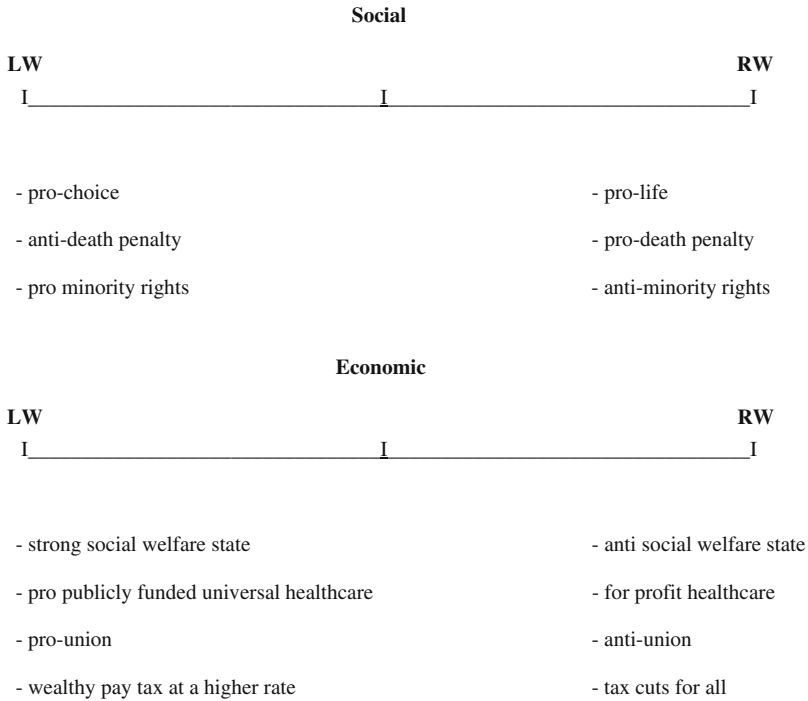 Social
LW RW
I I I
- pro-choice - pro-life
- anti-death penalty - pro-death penalty
- pro minority rights - anti-minority rights
Economic
LW RW
I I I
- strong social welfare state - anti social welfare state
- pro publicly funded universal healthcare - for profit healthcare
- pro-union - anti-union
- wealthy pay tax at a higher rate - tax cuts for all